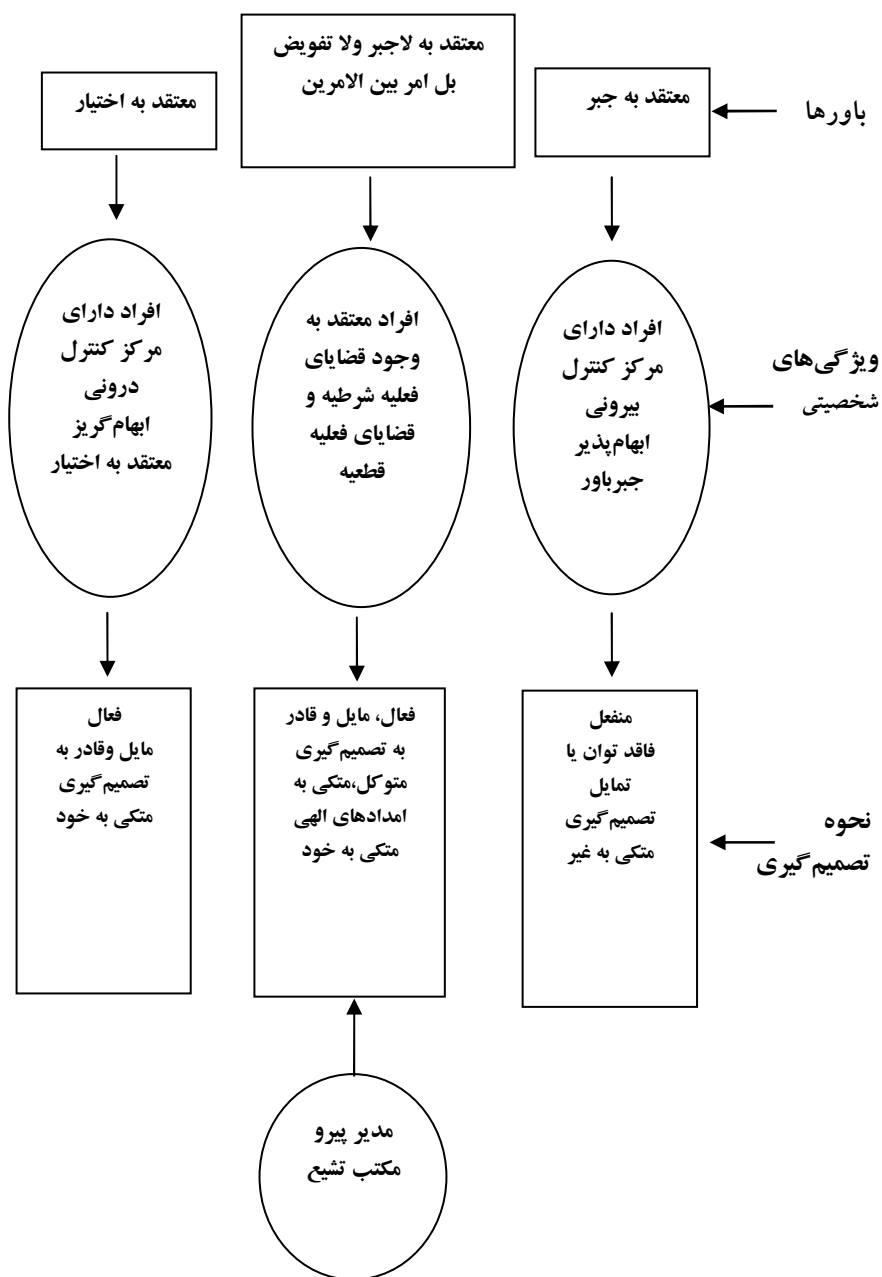 باورها
معتقد به جبر
معتقد به لاجبر ولا تفویض
بل امر بین الامرین
معتقد به اختیار
ویژگی‌های
شخصیتی
افراد دارای
مرکز کنترل
بیرونی
ابهام‌پذیر
جبرباور
افراد معتقد به
وجود قضایای
فعلیه شرطیه و
قضایای فعلیه
قطعیه
افراد دارای
مرکز کنترل
درونی
ابهام‌گریز
معتقد به اختیار
نحوه
تصمیم‌گیری
منفعل
فاقد توان یا
تمایل
تصمیم‌گیری
متکی به غیر
فعال، مایل و قادر
به تصمیم‌گیری
متوکل،متکی به
امدادهای الهی
متکی به خود
فعال
مایل وقادر به
تصمیم‌گیری
متکی به خود
مدیر پیرو
مکتب تشیع